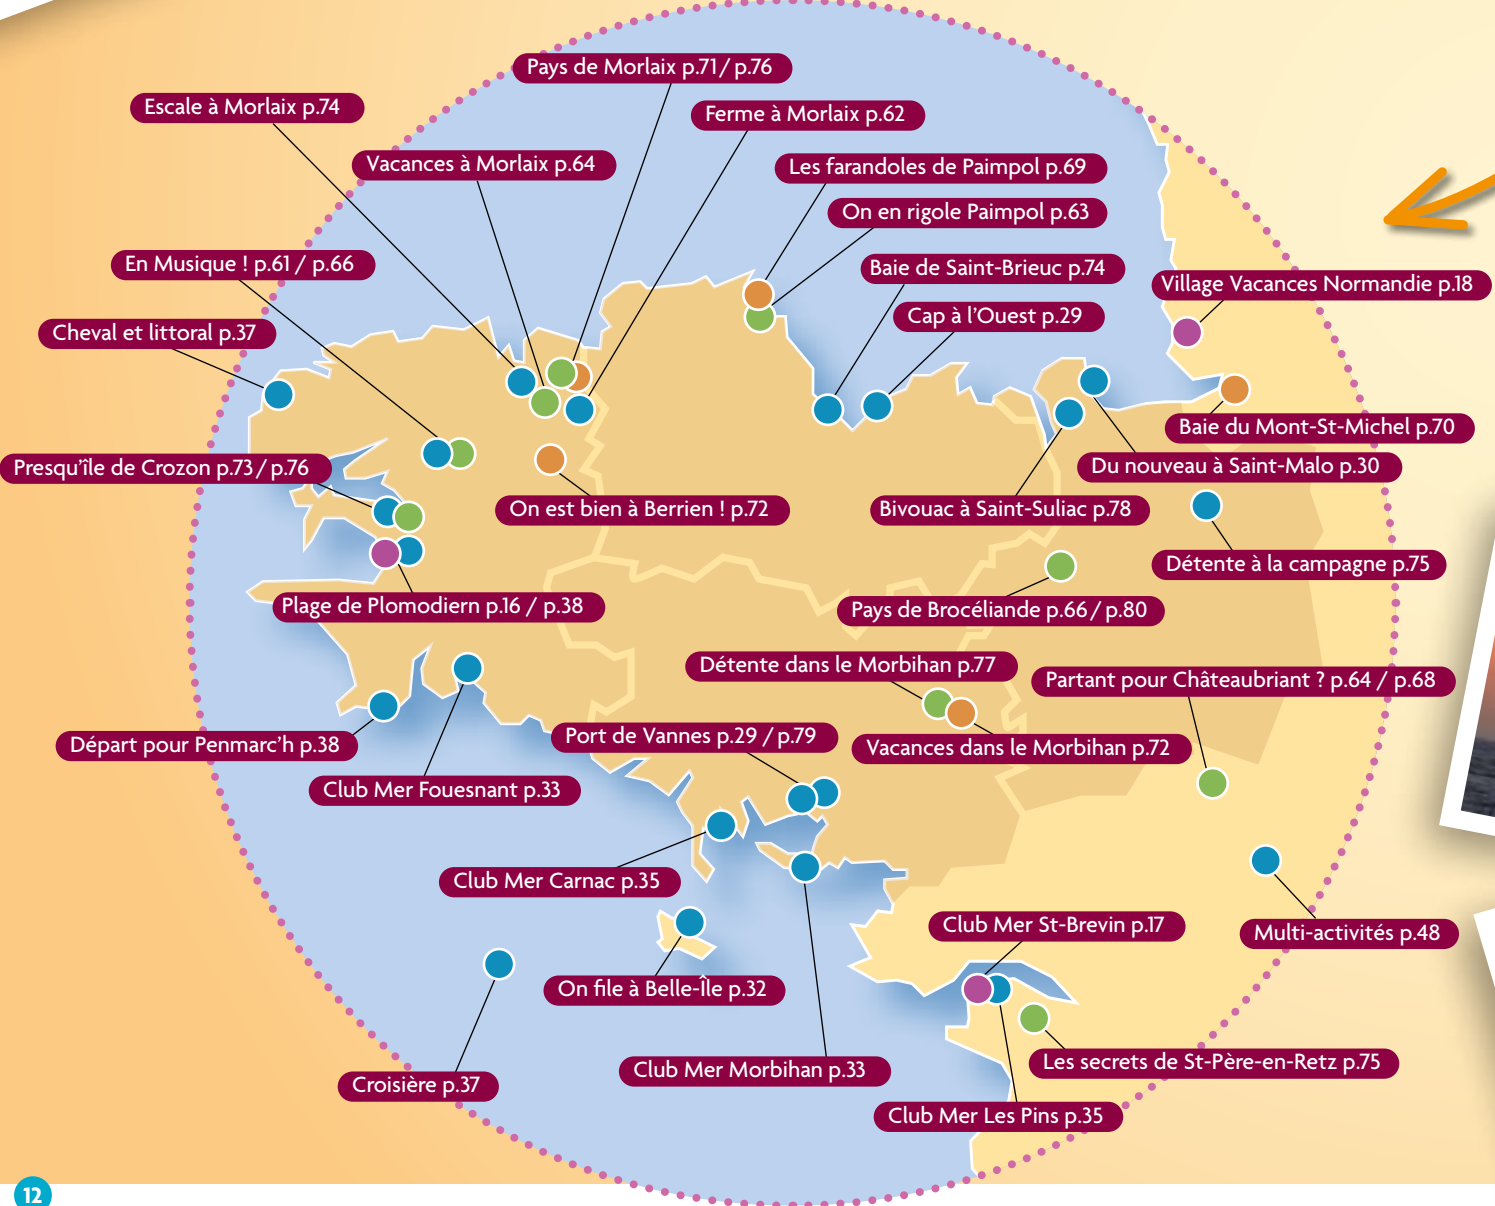 Pays de Morlaix p.71 / p.76
Escale à Morlaix p.74
Ferme à Morlaix p.62
Vacances à Morlaix p.64
Les farandoles de Paimpol p.69
On en rigole Paimpol p.63
En Musique ! p.61 / p.66
Baie de Saint-Brieuc p.74
Village Vacances Normandie p.18
Cap à l'Ouest p.29
Cheval et littoral p.37
Baie du Mont-St-Michel p.70
Presqu'île de Crozon p.73 / p.76
Du nouveau à Saint-Malo p.30
On est bien à Berrien ! p.72
Bivouac à Saint-Suliac p.78
Détente à la campagne p.75
Plage de Plomodiern p.16 / p.38
Pays de Brocéliande p.66 / p.80
Détente dans le Morbihan p.77
Partant pour Châteaubriant ? p.64 / p.68
Départ pour Penmarc'h p.38
Port de Vannes p.29 / p.79
Vacances dans le Morbihan p.72
Club Mer Fouesnant p.33
Club Mer Carnac p.35
Club Mer St-Brevin p.17
Multi-activités p.48
On file à Belle-Île p.32
Club Mer Morbihan p.33
Les secrets de St-Père-en-Retz p.75
Croisière p.37
Club Mer Les Pins p.35
12